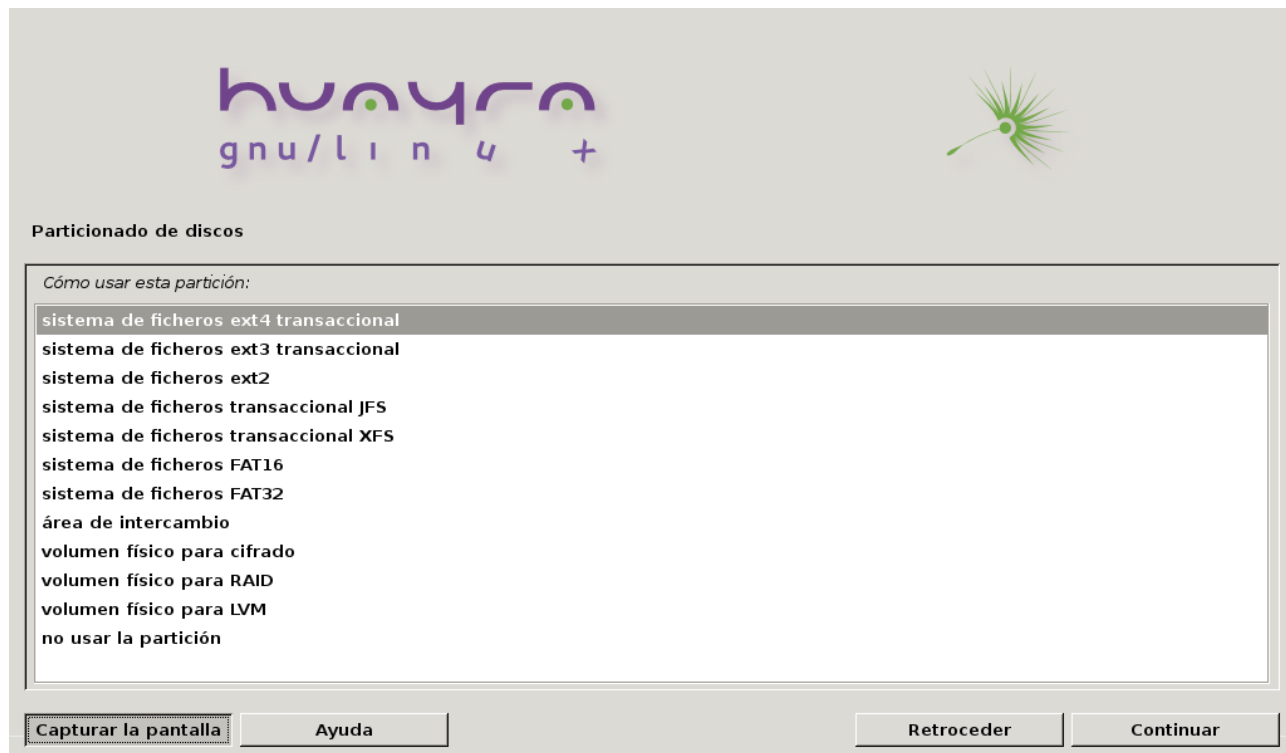 huayra
gnu/linux +
Particionado de discos
Cómo usar esta partición:
sistema de ficheros ext4 transaccional
sistema de ficheros ext3 transaccional
sistema de ficheros ext2
sistema de ficheros transaccional JFS
sistema de ficheros transaccional XFS
sistema de ficheros FAT16
sistema de ficheros FAT32
área de intercambio
volumen físico para cifrado
volumen físico para RAID
volumen físico para LVM
no usar la partición
Capturar la pantalla Ayuda Retroceder Continuar